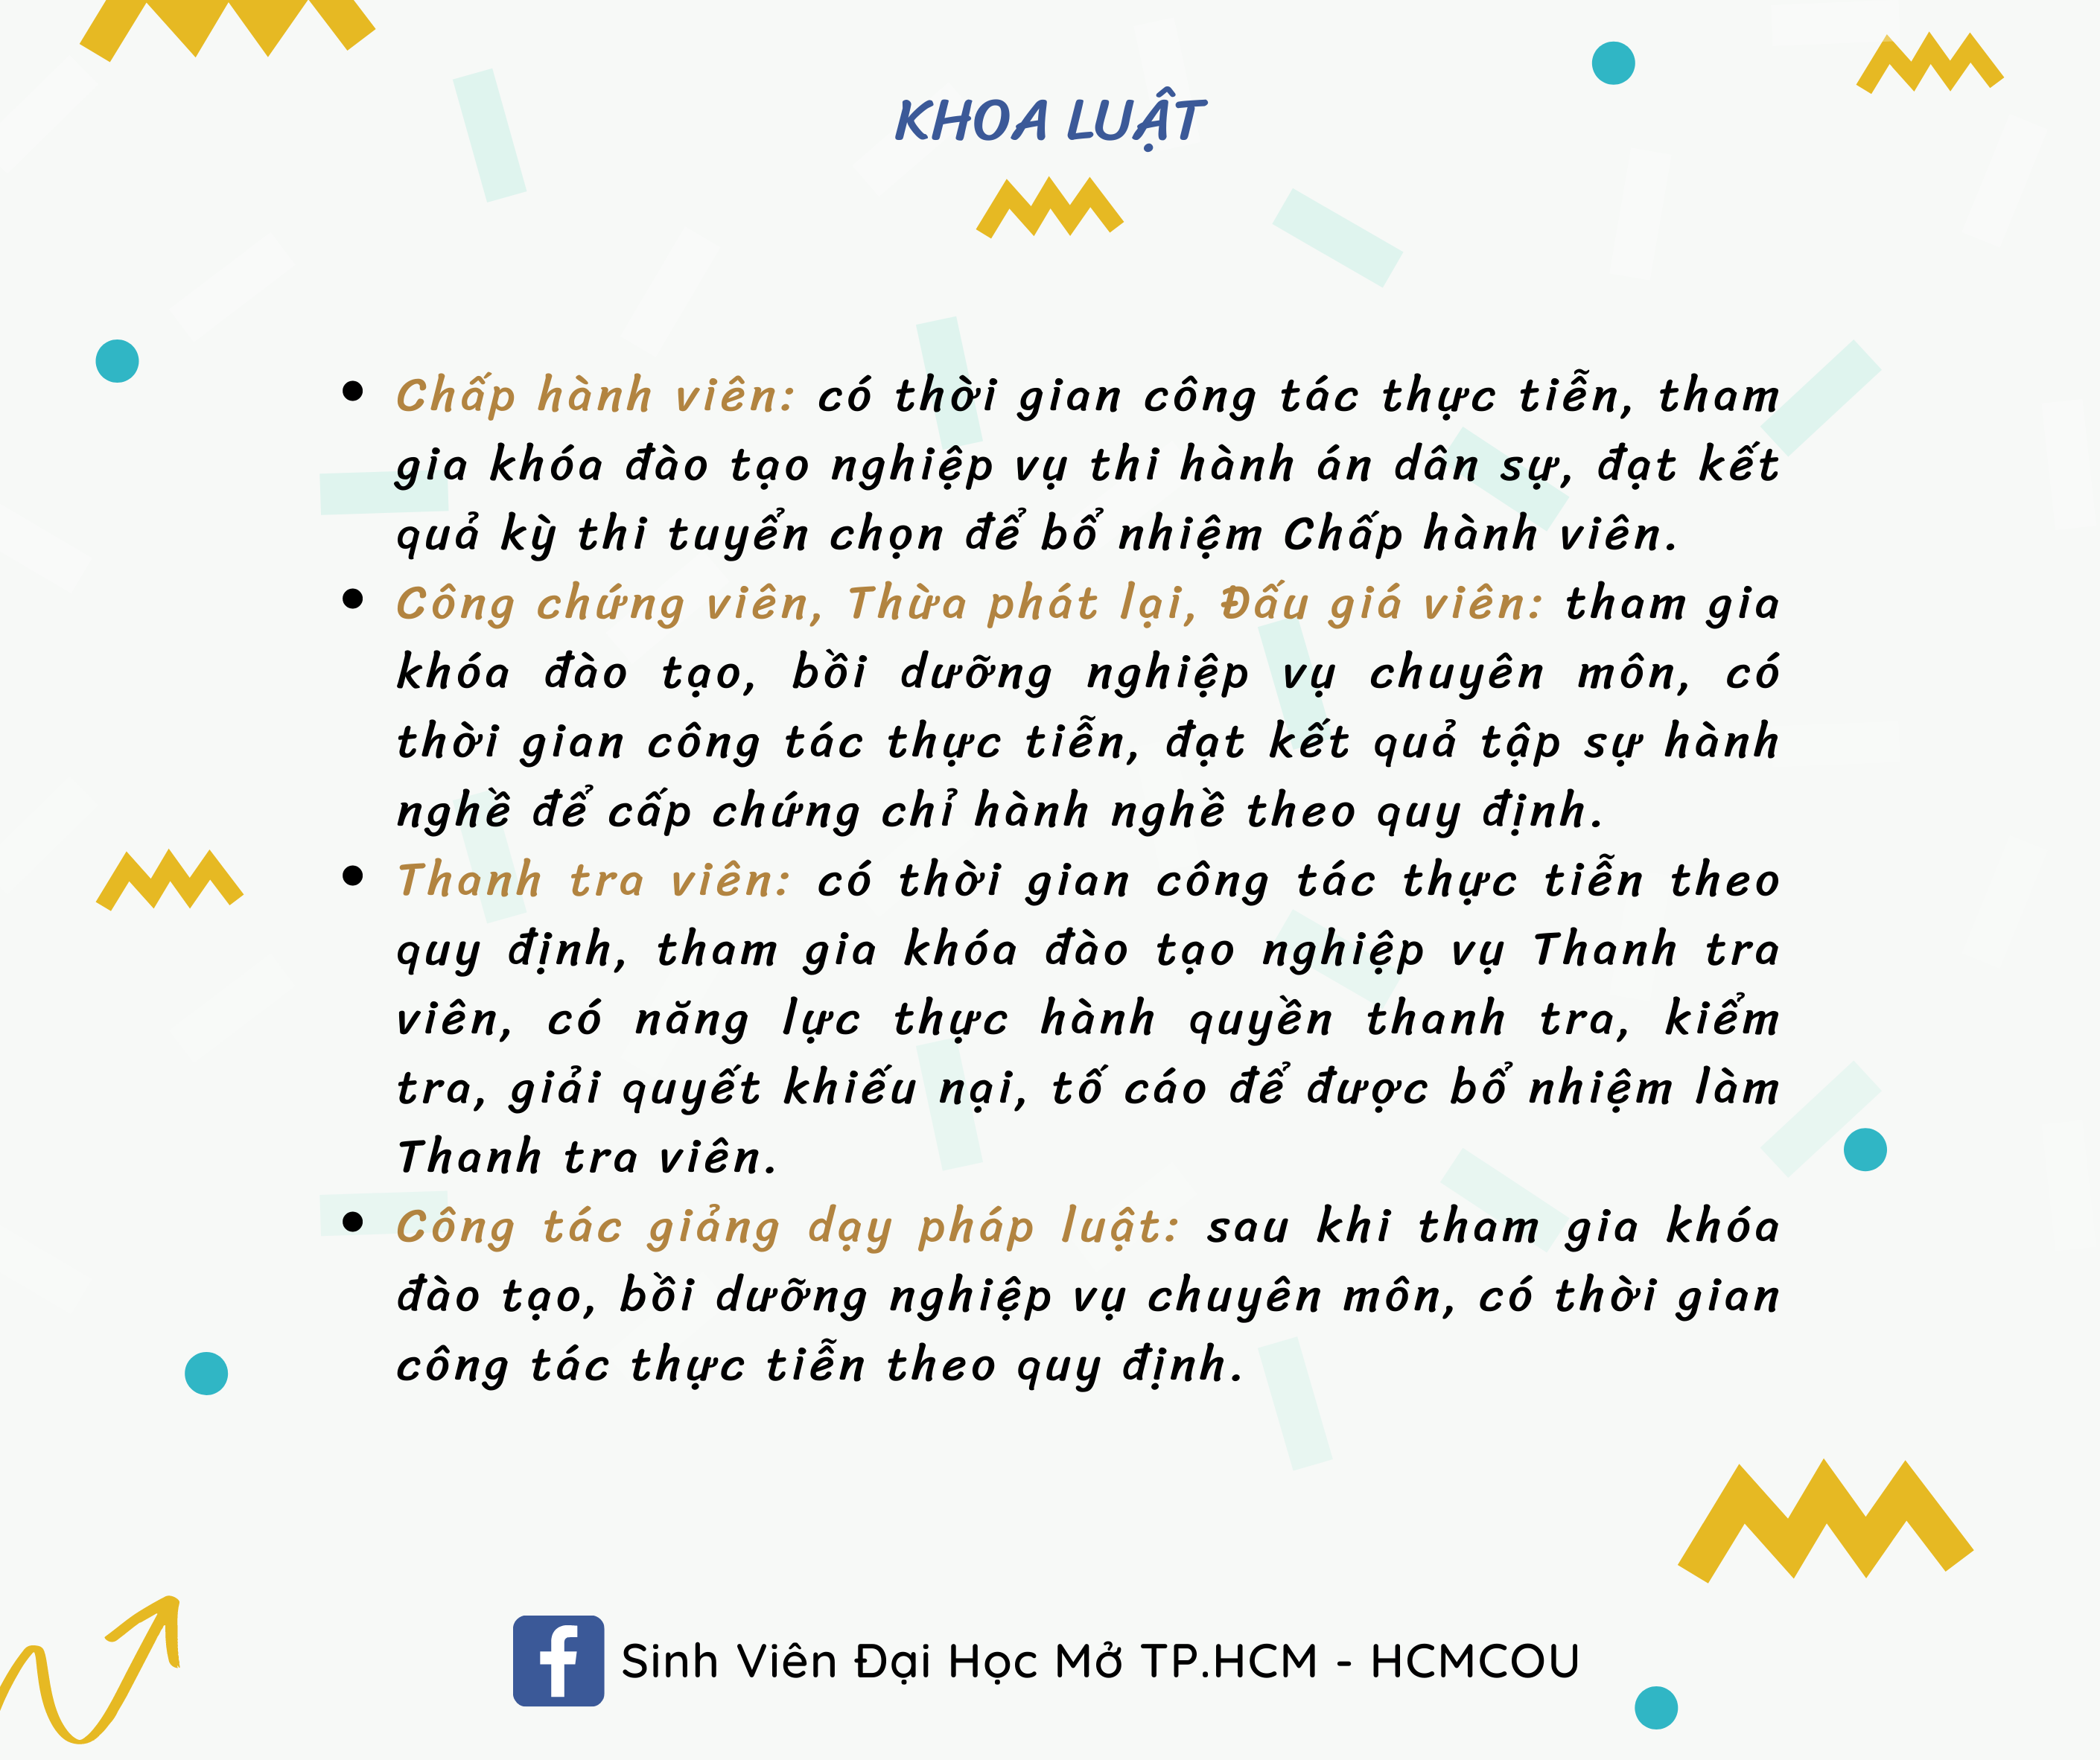 KHOA LUẬT
• Chấp hành viên: có thời gian công tác thực tiễn, tham
gia khóa đào tạo nghiệp vụ thi hành án dân sự, đạt kết
quả kỳ thi tuyển chọn để bổ nhiệm Chấp hành viên.
• Công chứng viên, Thừa phát lại, Đấu giá viên: tham gia
khóa đào tạo, bồi dưỡng nghiệp vụ chuyên môn, có
thời gian công tác thực tiễn, đạt kết quả tập sự hành
nghề để cấp chứng chỉ hành nghề theo quy định.
• Thanh tra viên: có thời gian công tác thực tiễn theo
quy định, tham gia khóa đào tạo nghiệp vụ Thanh tra
viên, có năng lực thực hành quyền thanh tra, kiểm
tra, giải quyết khiếu nại, tố cáo để được bổ nhiệm làm
Thanh tra viên.
• Công tác giảng dạy pháp luật: sau khi tham gia khóa
đào tạo, bồi dưỡng nghiệp vụ chuyên môn, có thời gian
công tác thực tiễn theo quy định.
Sinh Viên Đại Học Mở TP.HCM - HCMCOU